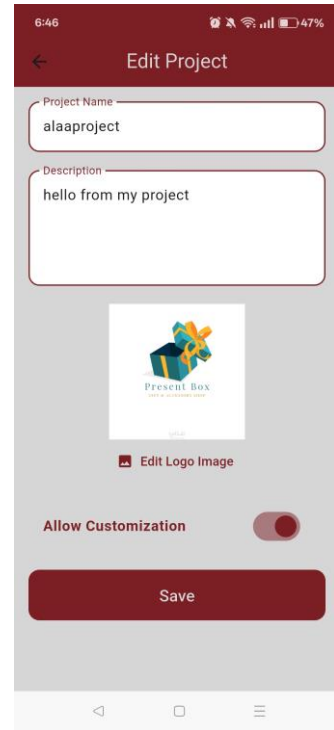 6:46
47%
Edit Project
Project Name
alaaproject
Description
hello from my project
Present Box
Edit Logo Image
Allow Customization
Save